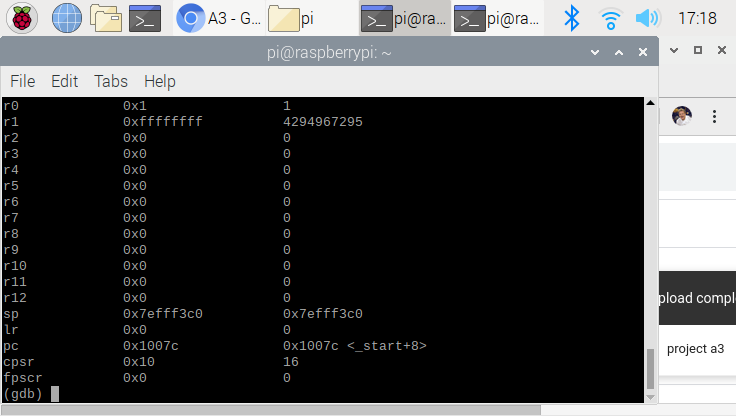 A3 - G... pi pi@ra... pi@ra... 17:18
pi@raspberrypi: ~
File Edit Tabs Help
r0 0x1 1
r1 0xffffffff 4294967295
r2 0x0 0
r3 0x0 0
r4 0x0 0
r5 0x0 0
r6 0x0 0
r7 0x0 0
r8 0x0 0
r9 0x0 0
r10 0x0 0
r11 0x0 0
r12 0x0 0
sp 0x7efff3c0 0x7efff3c0
lr 0x0 0
pc 0x1007c 0x1007c <_start+8>
cpsr 0x10 16
fpscr 0x0 0
(gdb)
pload comple
project a3